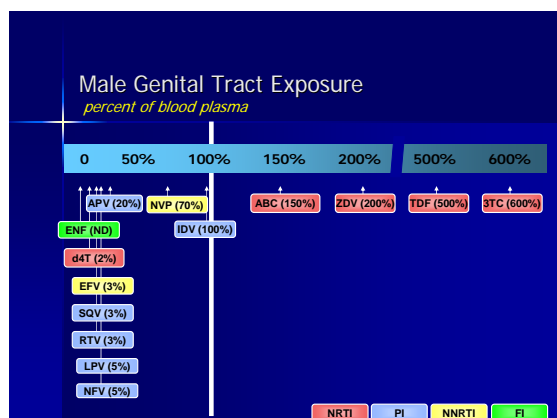 Male Genital Tract Exposure
percent of blood plasma
0 50% 100% 150% 200% 500% 600%
APV (20%) NVP (70%) ABC (150%) ZDV (200%) TDF (500%) 3TC (600%)
ENF (ND) IDV (100%)
d4T (2%)
EFV (3%)
SQV (3%)
RTV (3%)
LPV (5%)
NFV (5%)
NRTI PI NNRTI FI